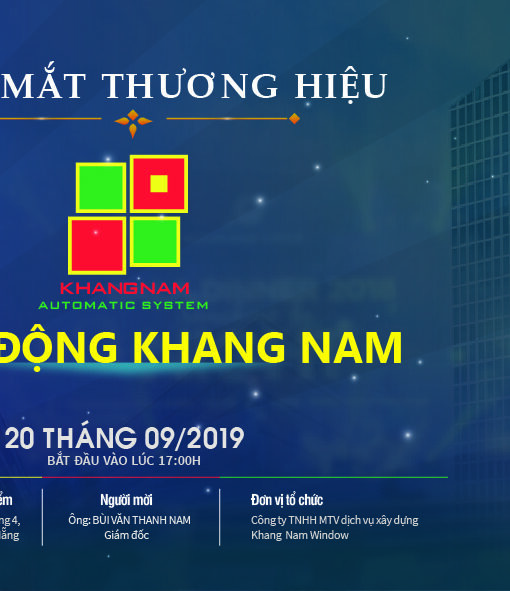 MẮT THƯƠNG HIỆU
KHANGNAM
AUTOMATIC SYSTEM
ĐỘNG KHANG NAM
20 THÁNG 09/2019
BẮT ĐẦU VÀO LÚC 17:00H
Người mời
Đơn vị tổ chức
4,
Ông: BÙI VĂN THANH NAM
Công ty TNHH MTV dịch vụ xây dựng
Giám đốc
Khang Nam Window